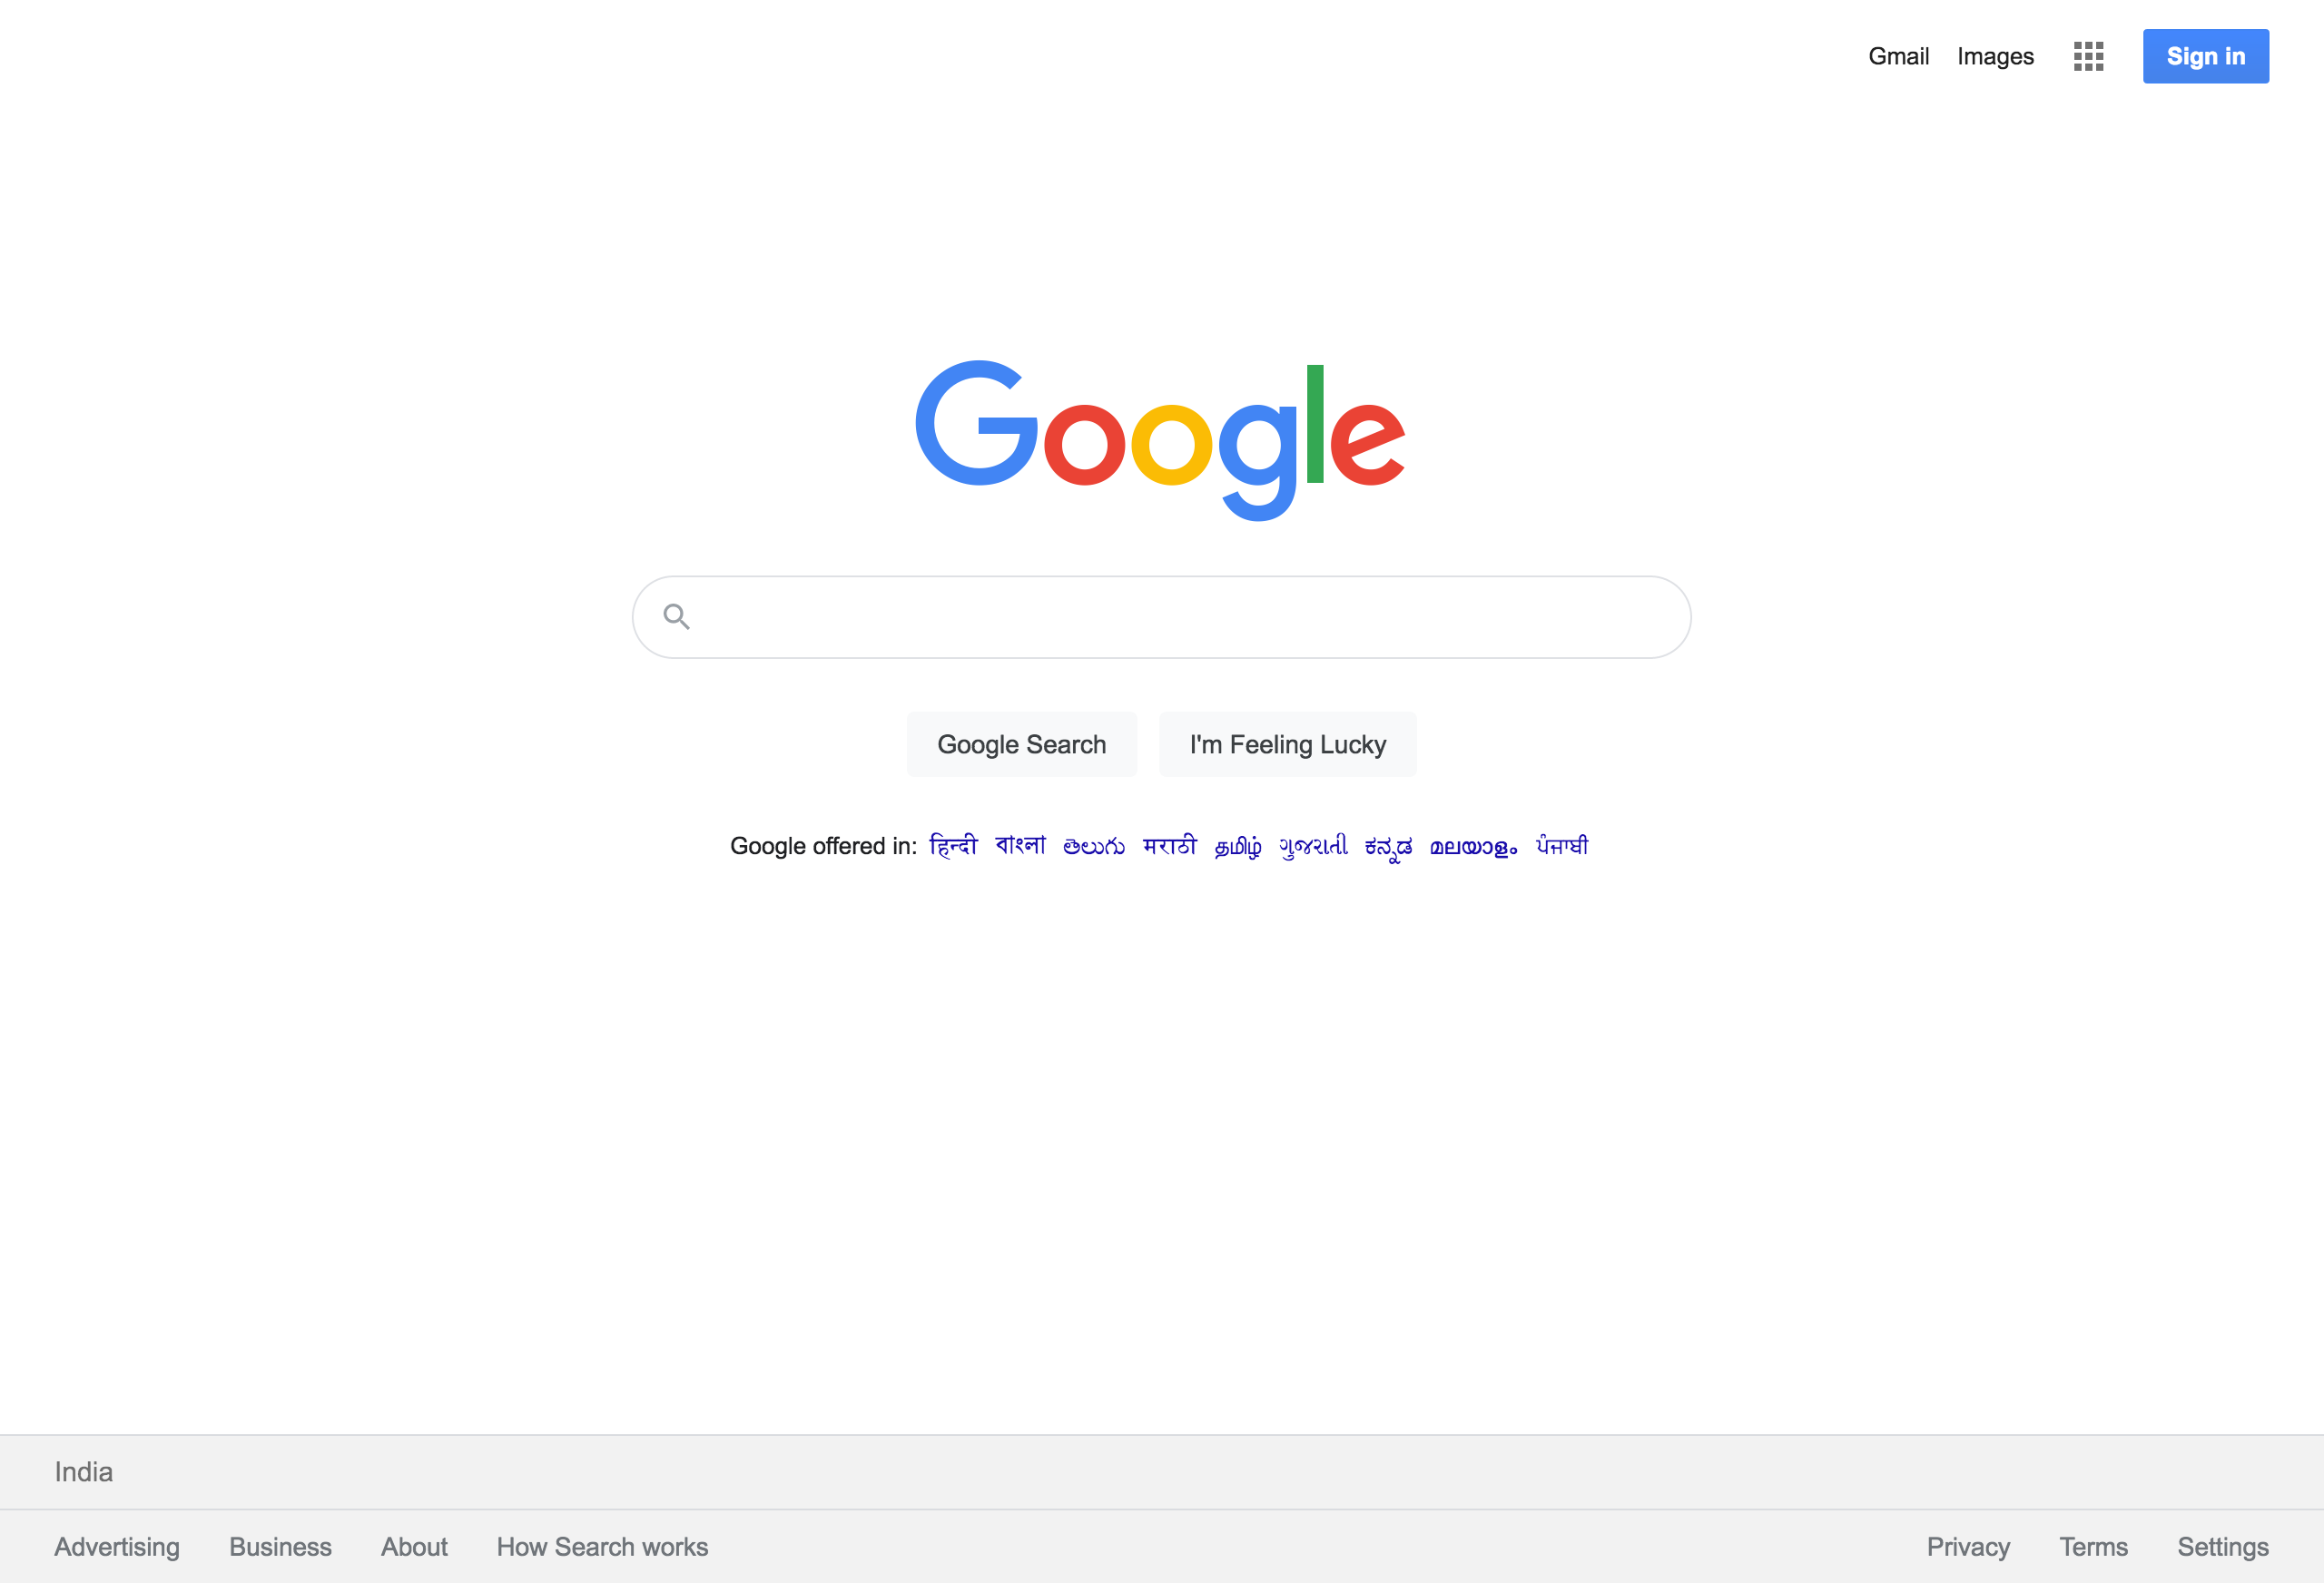 Gmail Images Sign in
Google
Google Search I'm Feeling Lucky
Google offered in: हिन्दी বাংলা తెలుగు मराठी தமிழ் ગુજરાતી ಕನ್ನಡ മലയാളം ਪੰਜਾਬੀ
India
Advertising Business About How Search works Privacy Terms Settings